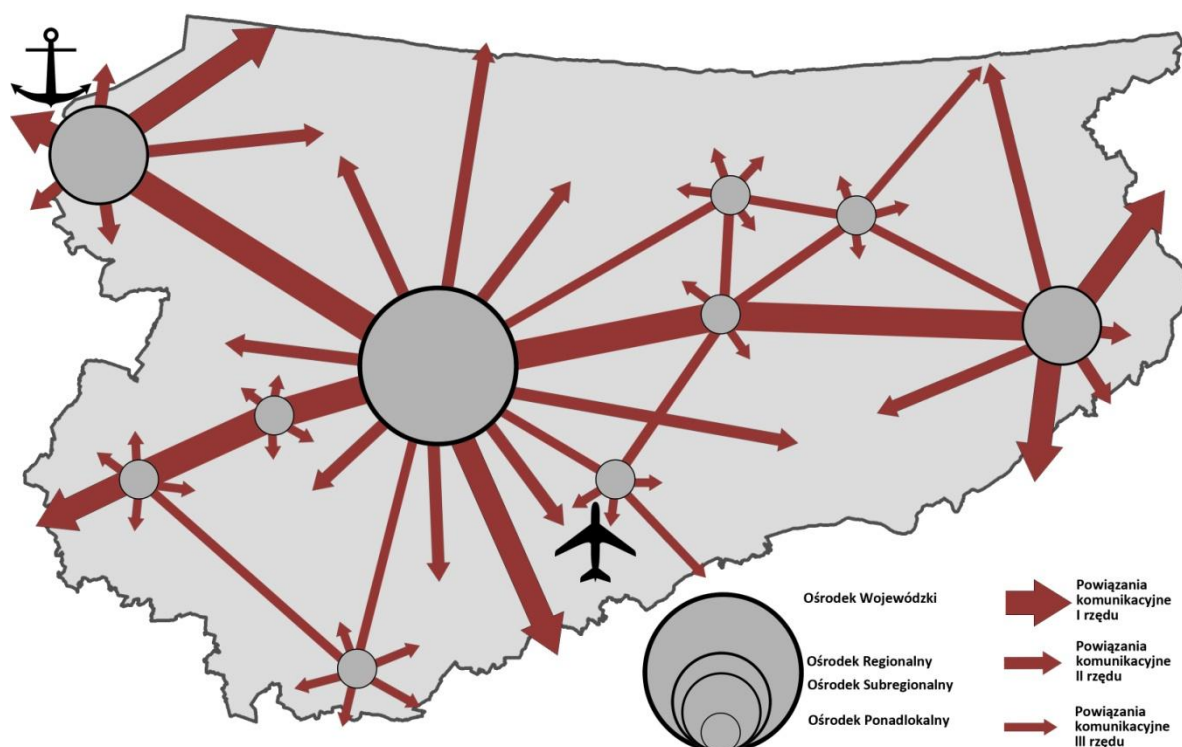 Ośrodek Wojewódzki
Ośrodek Regionalny
Ośrodek Subregionalny
Ośrodek Ponadlokalny
Powiązania
komunikacyjne
I rzędu
Powiązania
komunikacyjne
II rzędu
Powiązania
komunikacyjne
III rzędu